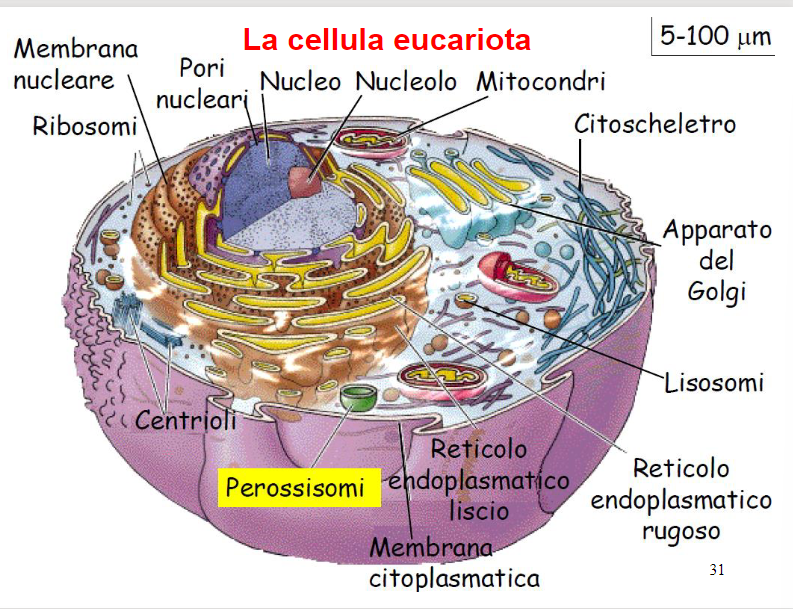 La cellula eucariota
5-100 μm
Membrana
nucleare
Pori
nucleari
Nucleo
Nucleolo
Mitocondri
Ribosomi
Citoscheletro
Apparato
del
Golgi
Lisosomi
Centrioli
Perossisomi
Reticolo
endoplasmatico
liscio
Reticolo
endoplasmatico
rugoso
Membrana
citoplasmatica
31